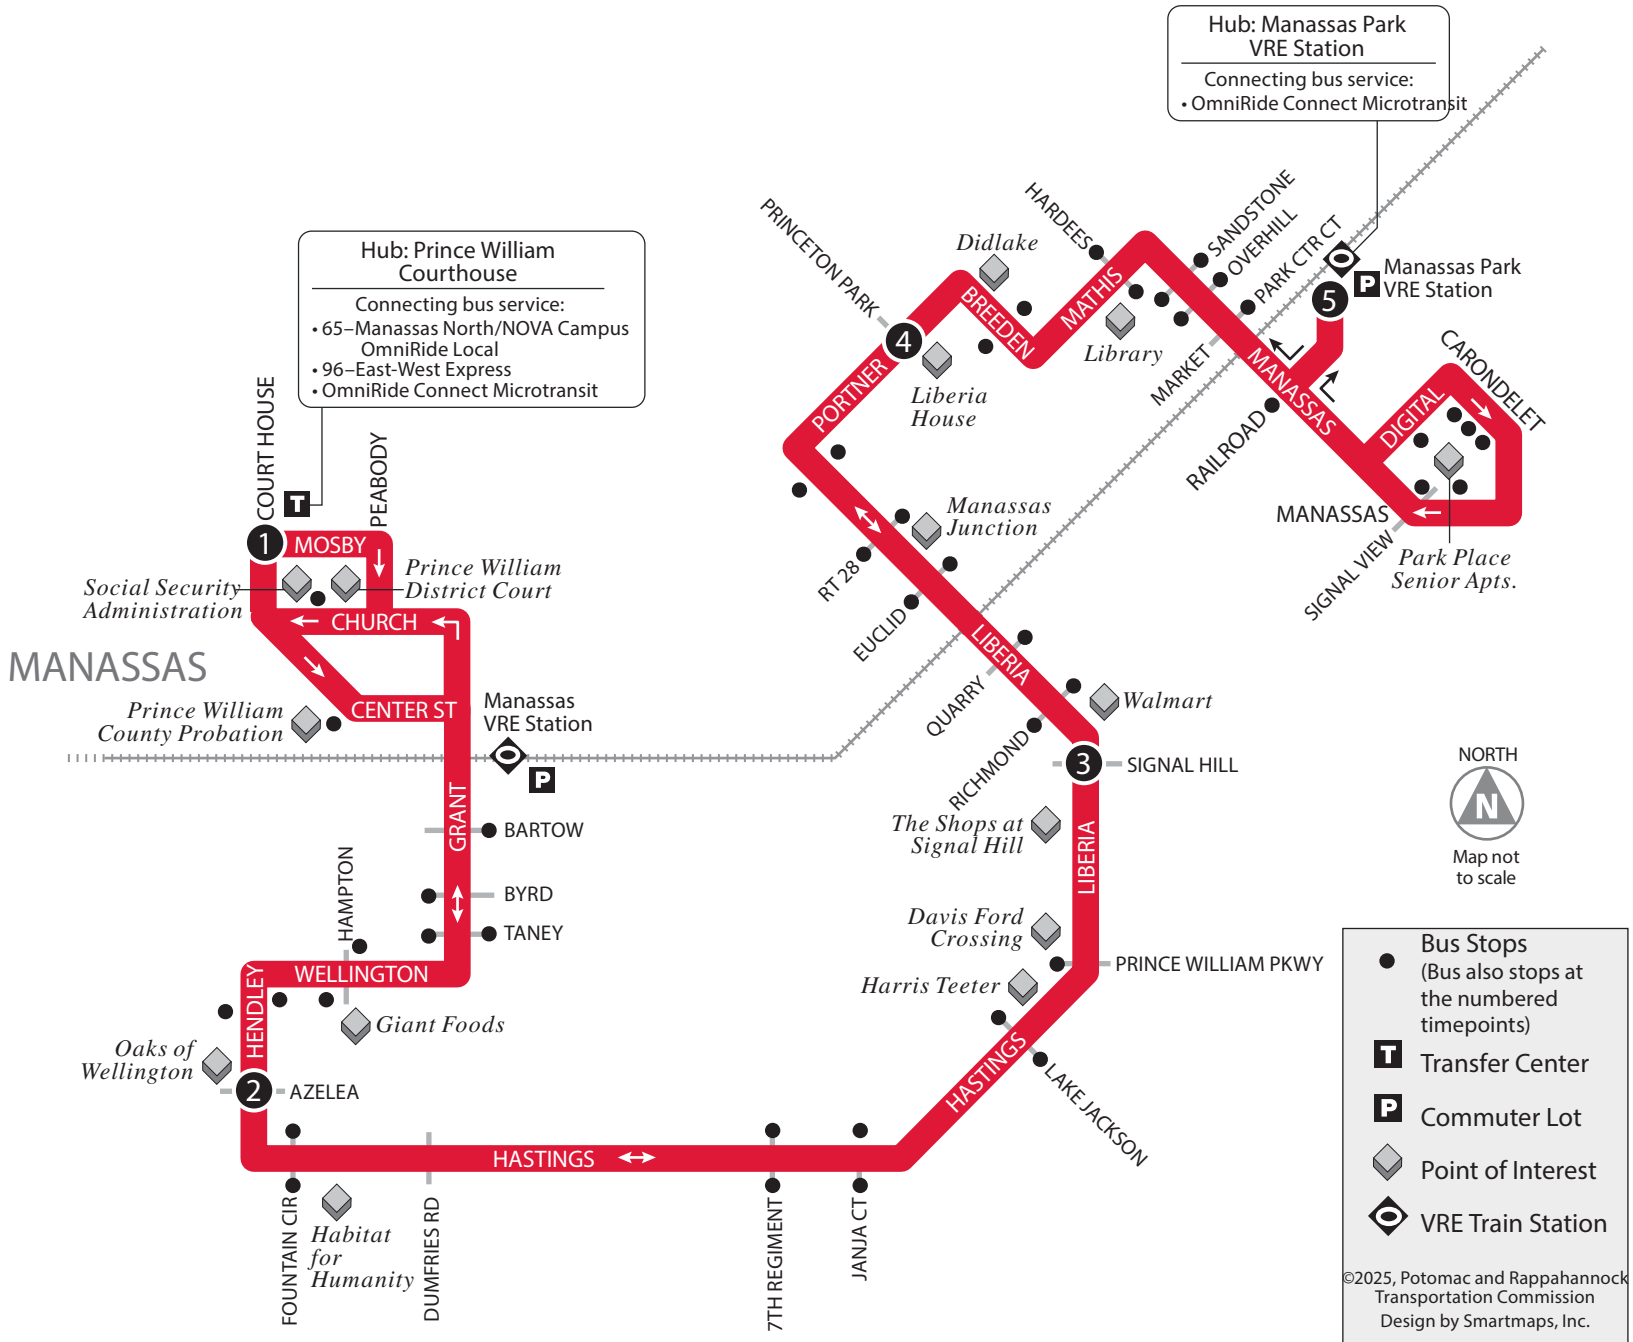 Hub: Manassas Park
VRE Station
Connecting bus service:
• OmniRide Connect Microtransit
Hub: Prince William
Courthouse
Connecting bus service:
• 65–Manassas North/NOVA Campus
OmniRide Local
• 96–East-West Express
• OmniRide Connect Microtransit
PRINCETON PARK
Didlake
HARDEES
SANDSTONE
OVERHILL
PARK CTR CT
Manassas Park
VRE Station
5
P
BREEDEN
MATHIS
Library
MARKET
MANASSAS
RAILROAD
DIGITAL
CARONDELET
MANASSAS
SIGNAL VIEW
Park Place
Senior Apts.
4
PORTNER
Liberia
House
Manassas
Junction
RT 28
EUCLID
LIBERIA
QUARRY
RICHMOND
Walmart
3
SIGNAL HILL
The Shops at
Signal Hill
LIBERIA
Davis Ford
Crossing
PRINCE WILLIAM PKWY
Harris Teeter
HASTINGS
LAKE JACKSON
COURT HOUSE
T
PEABODY
1
MOSBY
Social Security
Administration
Prince William
District Court
CHURCH
MANASSAS
CENTER ST
Prince William
County Probation
Manassas
VRE Station
P
GRANT
BARTOW
BYRD
TANEY
HAMPTON
WELLINGTON
HENDLEY
Giant Foods
Oaks of
Wellington
2
AZELEA
HASTINGS
FOUNTAIN CIR
Habitat
for
Humanity
DUMFRIES RD
7TH REGIMENT
JANJA CT
NORTH
N
Map not
to scale
Bus Stops
(Bus also stops at
the numbered
timepoints)
T
Transfer Center
P
Commuter Lot
Point of Interest
VRE Train Station
©2025, Potomac and Rappahannock
Transportation Commission
Design by Smartmaps, Inc.